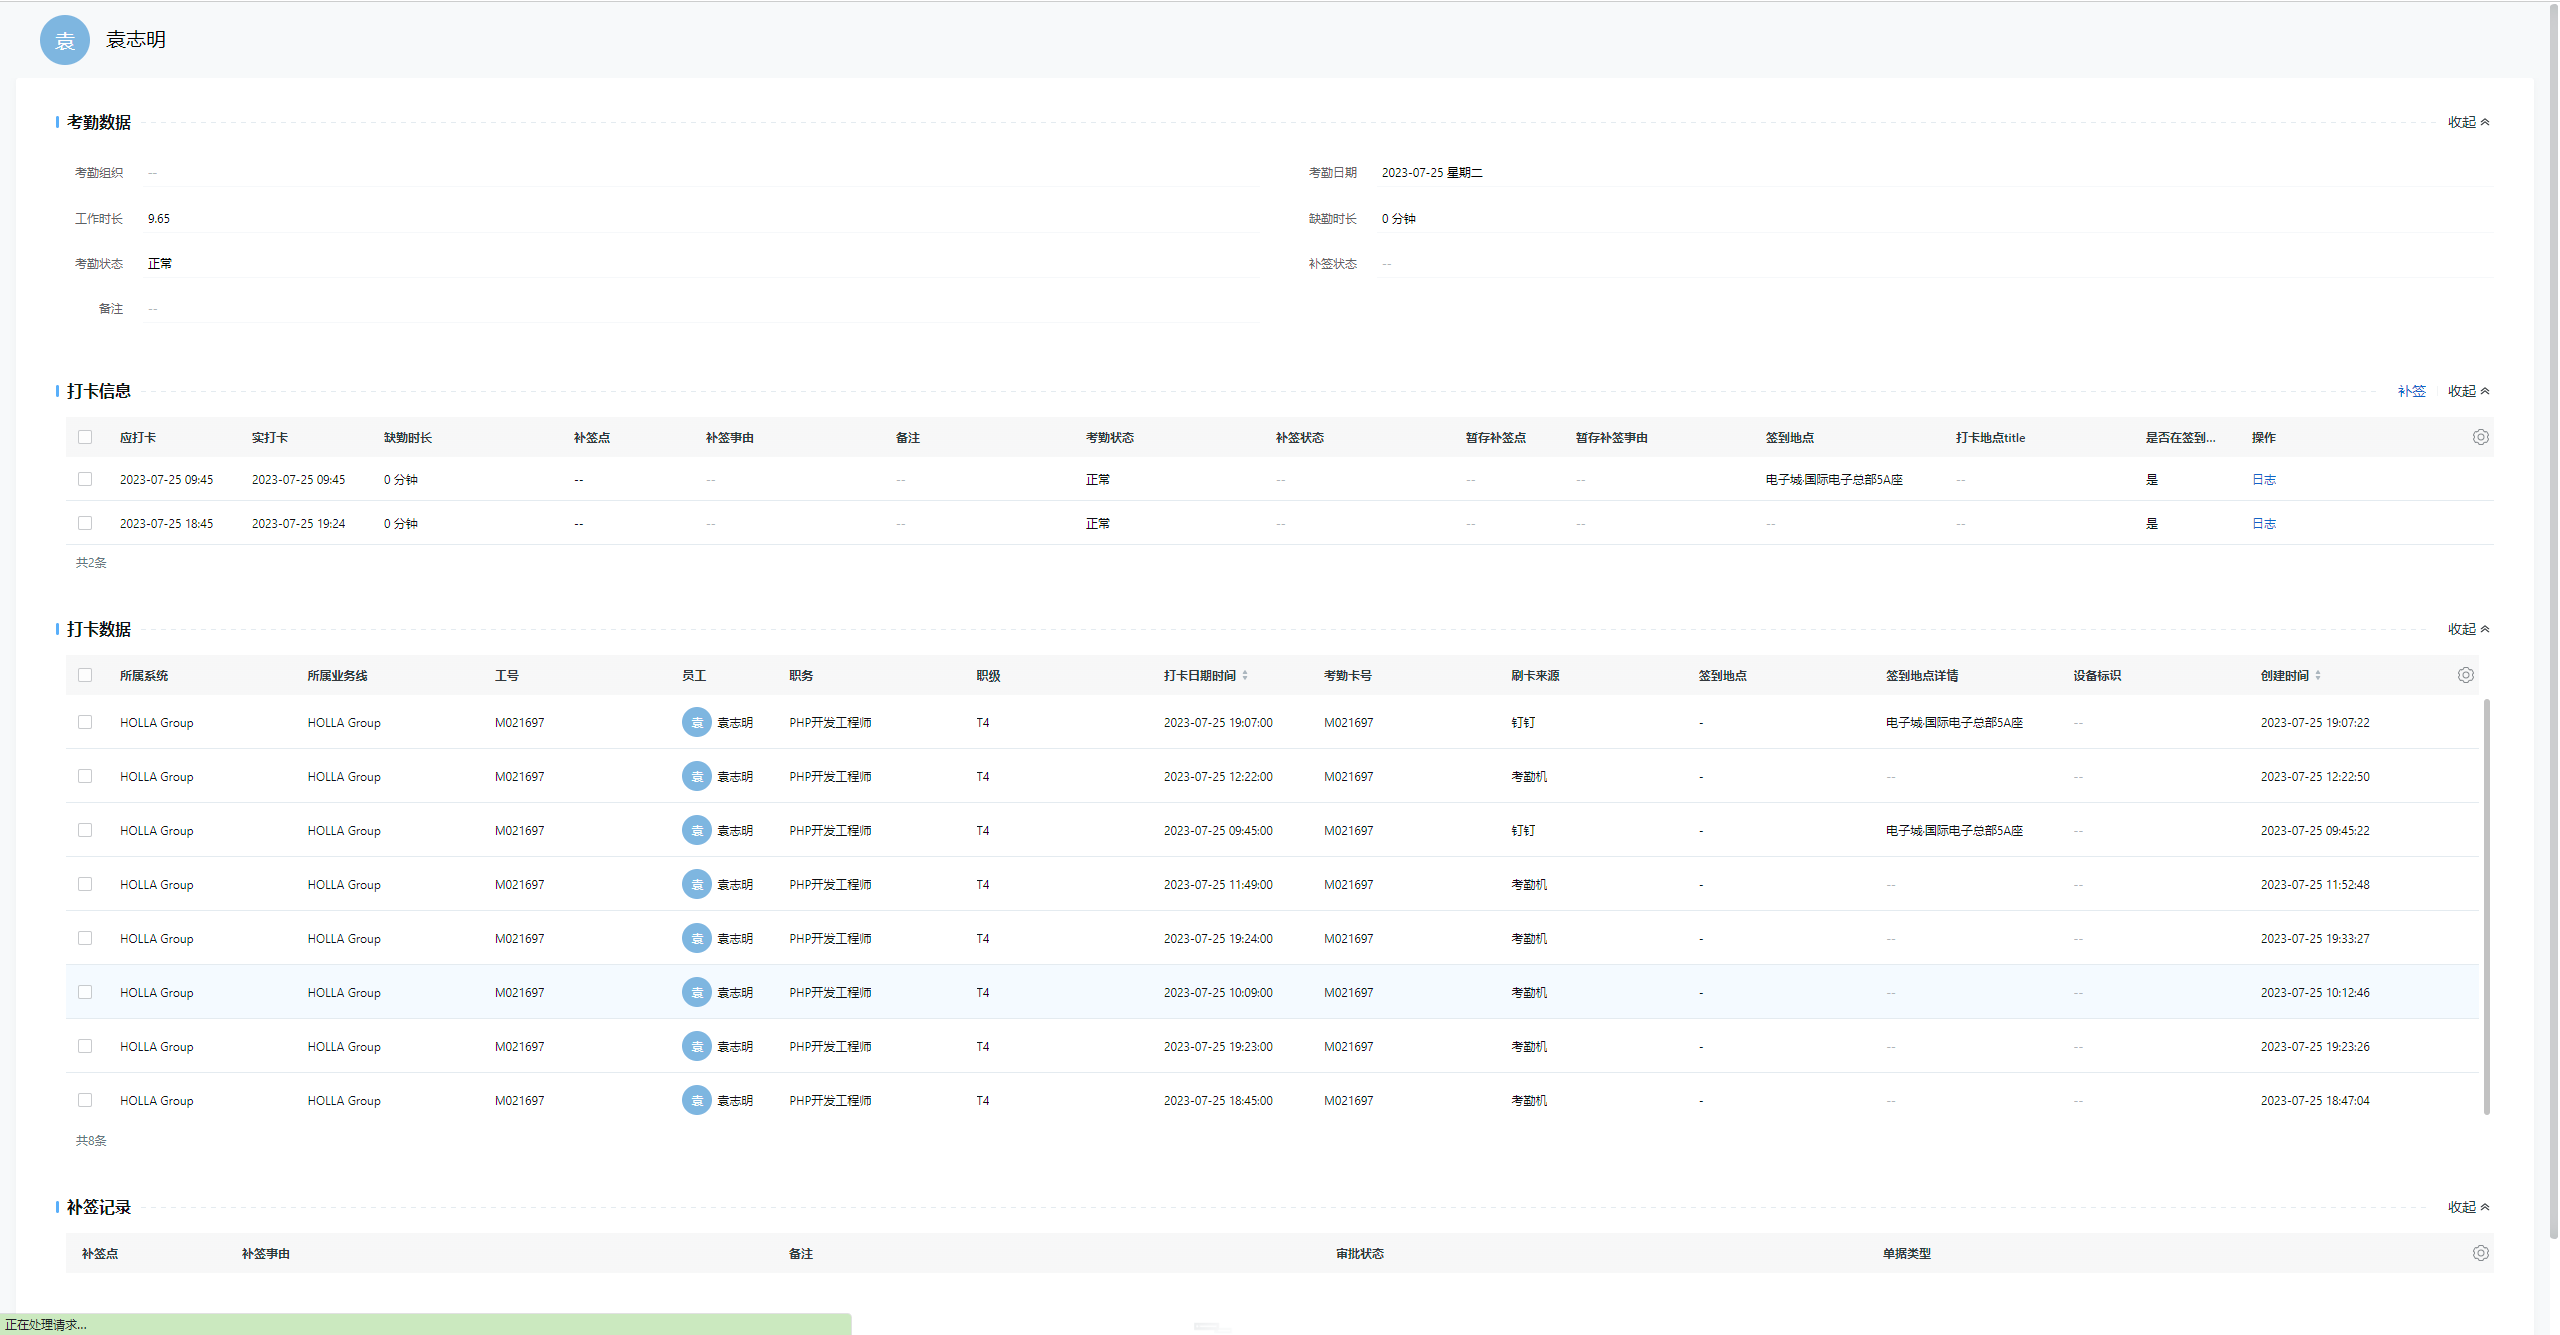 袁 袁志明
考勤数据 收起
考勤组织 -- 考勤日期 2023-07-25 星期二
工作时长 9.65 缺勤时长 0 分钟
考勤状态 正常 补签状态 --
备注 --
打卡信息 补签 收起
应打卡 实打卡 缺勤时长 补签点 补签事由 备注 考勤状态 补签状态 暂存补签点 暂存补签事由 签到地点 打卡地点title 是否在签到... 操作
2023-07-25 09:45 2023-07-25 09:45 0 分钟 -- -- -- 正常 -- -- -- 电子城·国际电子总部5A座 -- 是 日志
2023-07-25 18:45 2023-07-25 19:24 0 分钟 -- -- -- 正常 -- -- -- -- -- 是 日志
共2条
打卡数据 收起
所属系统 所属业务线 工号 员工 职务 职级 打卡日期时间 考勤卡号 刷卡来源 签到地点 签到地点详情 设备标识 创建时间
HOLLA Group HOLLA Group M021697 袁 袁志明 PHP开发工程师 T4 2023-07-25 19:07:00 M021697 钉钉 - 电子城·国际电子总部5A座 -- 2023-07-25 19:07:22
HOLLA Group HOLLA Group M021697 袁 袁志明 PHP开发工程师 T4 2023-07-25 12:22:00 M021697 考勤机 - -- -- 2023-07-25 12:22:50
HOLLA Group HOLLA Group M021697 袁 袁志明 PHP开发工程师 T4 2023-07-25 09:45:00 M021697 钉钉 - 电子城·国际电子总部5A座 -- 2023-07-25 09:45:22
HOLLA Group HOLLA Group M021697 袁 袁志明 PHP开发工程师 T4 2023-07-25 11:49:00 M021697 考勤机 - -- -- 2023-07-25 11:52:48
HOLLA Group HOLLA Group M021697 袁 袁志明 PHP开发工程师 T4 2023-07-25 19:24:00 M021697 考勤机 - -- -- 2023-07-25 19:33:27
HOLLA Group HOLLA Group M021697 袁 袁志明 PHP开发工程师 T4 2023-07-25 10:09:00 M021697 考勤机 - -- -- 2023-07-25 10:12:46
HOLLA Group HOLLA Group M021697 袁 袁志明 PHP开发工程师 T4 2023-07-25 19:23:00 M021697 考勤机 - -- -- 2023-07-25 19:23:26
HOLLA Group HOLLA Group M021697 袁 袁志明 PHP开发工程师 T4 2023-07-25 18:45:00 M021697 考勤机 - -- -- 2023-07-25 18:47:04
共8条
补签记录 收起
补签点 补签事由 备注 审批状态 单据类型
正在处理请求...